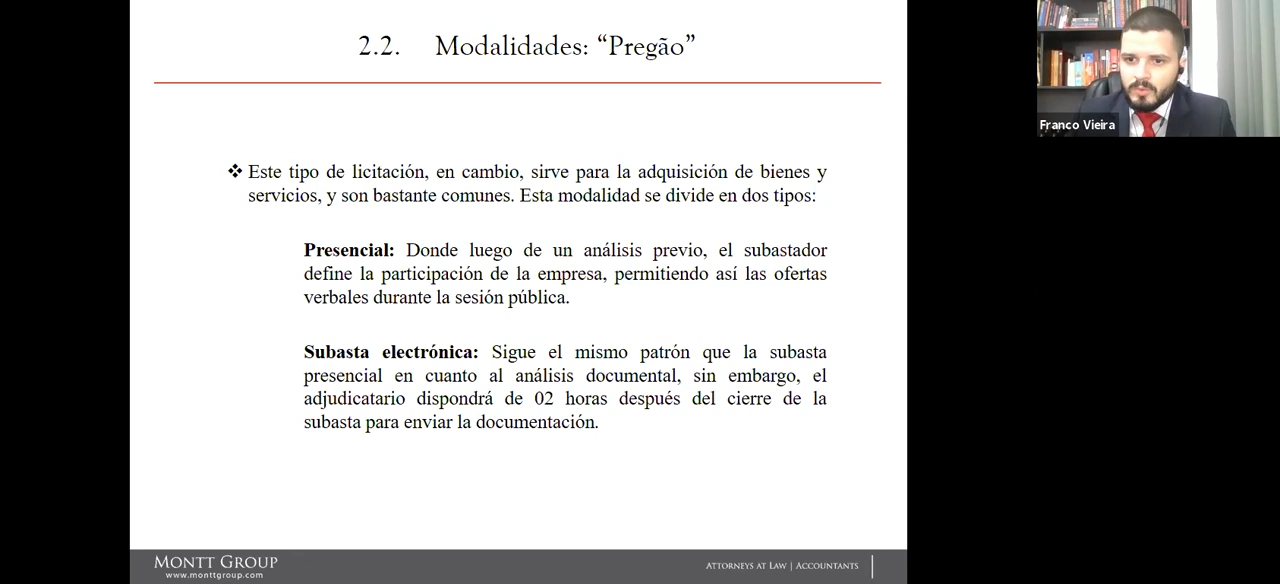 2.2. Modalidades: “Pregão”
Franco Vieira
❖ Este tipo de licitación, en cambio, sirve para la adquisición de bienes y
servicios, y son bastante comunes. Esta modalidad se divide en dos tipos:
Presencial: Donde luego de un análisis previo, el subastador
define la participación de la empresa, permitiendo así las ofertas
verbales durante la sesión pública.
Subasta electrónica: Sigue el mismo patrón que la subasta
presencial en cuanto al análisis documental, sin embargo, el
adjudicatario dispondrá de 02 horas después del cierre de la
subasta para enviar la documentación.
Montt Group
www.monttgroup.com
Attorneys at Law | Accountants